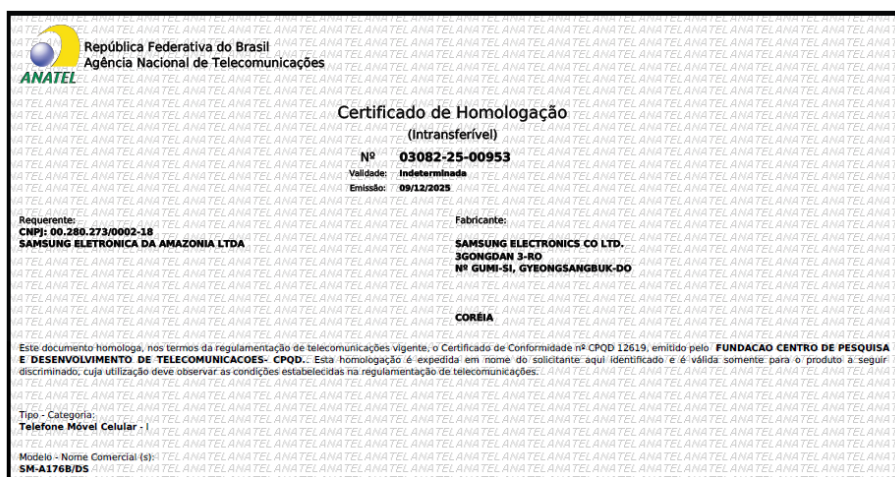 República Federativa do Brasil
Agência Nacional de Telecomunicações
ANATEL
Certificado de Homologação
(Intransferível)
Nº 03082-25-00953
Validade: Indeterminada
Emissão: 09/12/2025
Requerente:
CNPJ: 00.280.273/0002-18
SAMSUNG ELETRONICA DA AMAZONIA LTDA
Fabricante:
SAMSUNG ELECTRONICS CO LTD.
3GONGDAN 3-RO
Nº GUMI-SI, GYEONGSANGBUK-DO
CORÉIA
Este documento homologa, nos termos da regulamentação de telecomunicações vigente, o Certificado de Conformidade nº CPQD 12619, emitido pelo FUNDACAO CENTRO DE PESQUISA
E DESENVOLVIMENTO DE TELECOMUNICACOES- CPQD.. Esta homologação é expedida em nome do solicitante aqui identificado e é válida somente para o produto a seguir
discriminado, cuja utilização deve observar as condições estabelecidas na regulamentação de telecomunicações.
Tipo - Categoria:
Telefone Móvel Celular - I
Modelo - Nome Comercial (s):
SM-A176B/DS